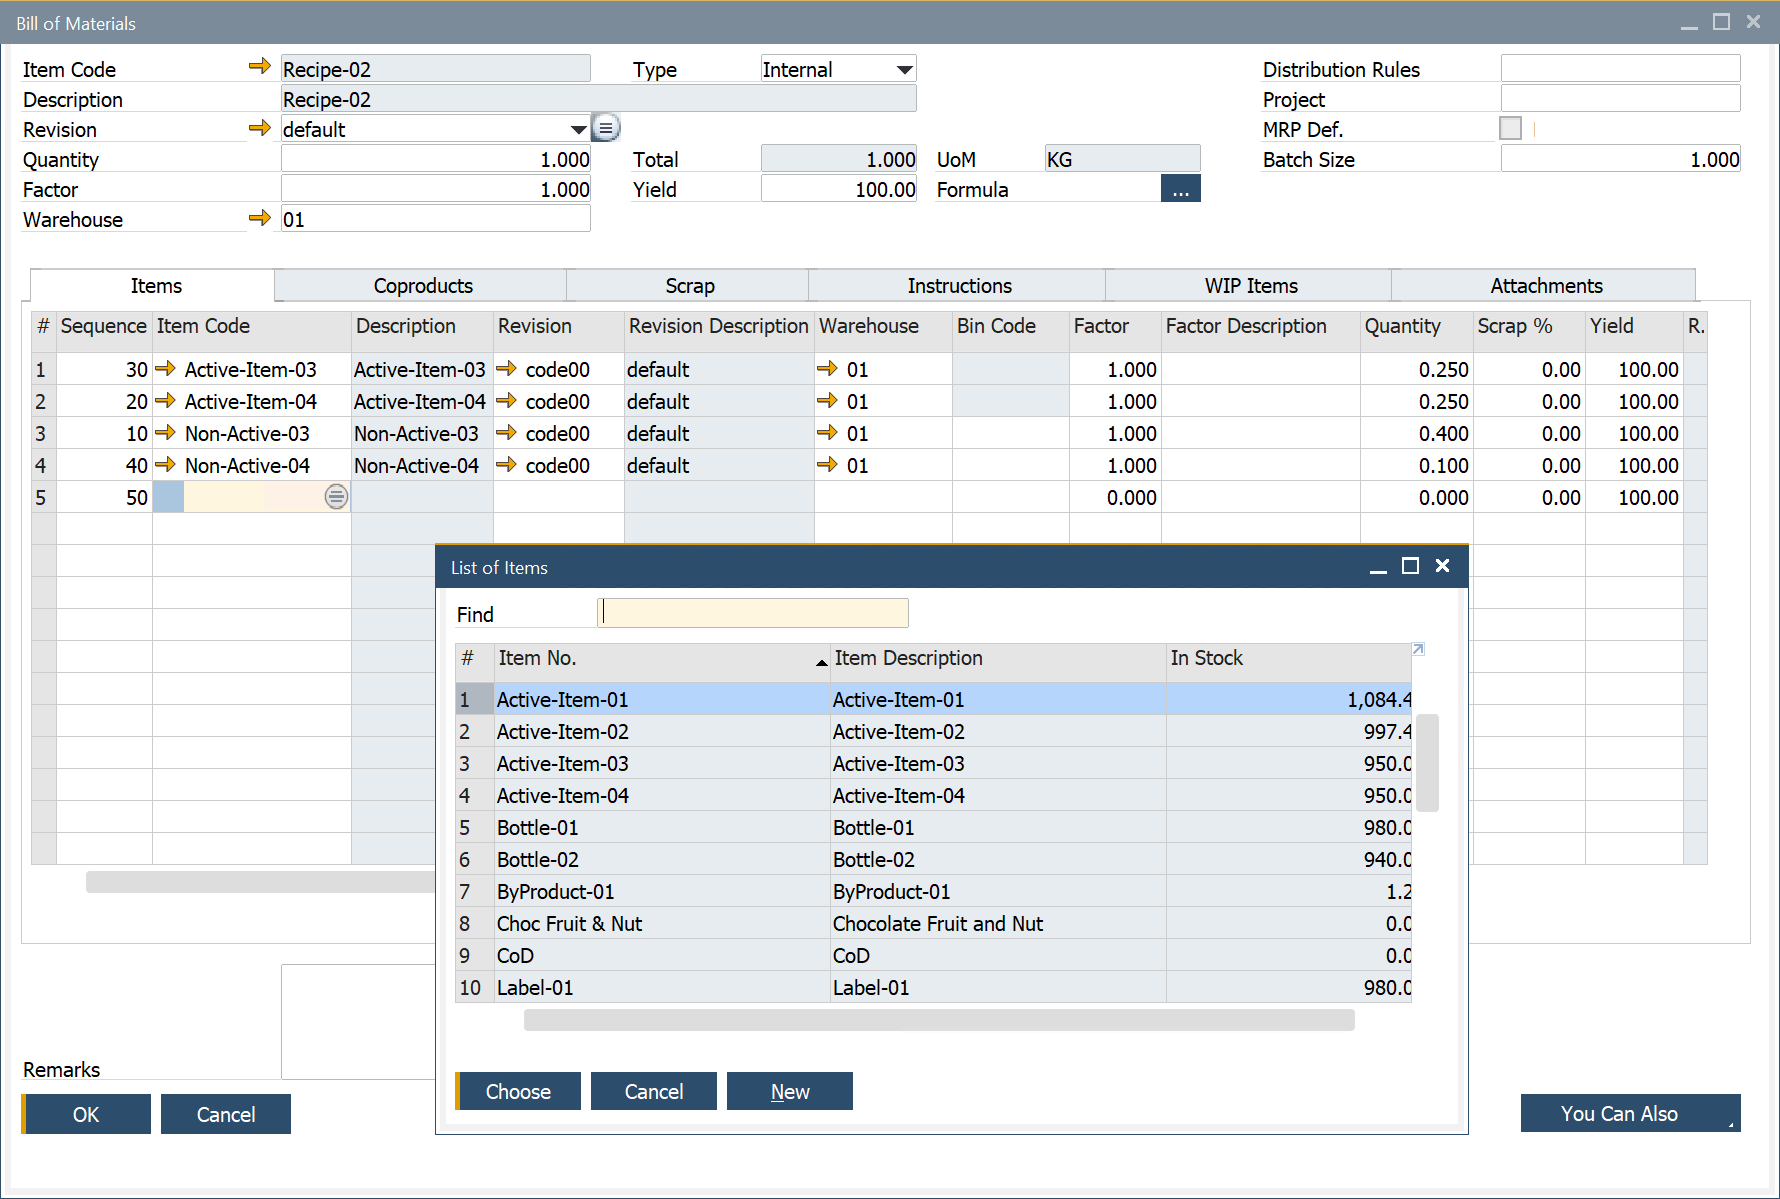 Bill of Materials
Item Code Recipe-02 Type Internal Distribution Rules
Description Recipe-02 Project
Revision default MRP Def.
Quantity 1.000 Total 1.000 UoM KG Batch Size 1.000
Factor 1.000 Yield 100.00 Formula ...
Warehouse 01
Items Coproducts Scrap Instructions WIP Items Attachments
# Sequence Item Code Description Revision Revision Description Warehouse Bin Code Factor Factor Description Quantity Scrap % Yield R.
1 30 Active-Item-03 Active-Item-03 code00 default 01 1.000 0.250 0.00 100.00
2 20 Active-Item-04 Active-Item-04 code00 default 01 1.000 0.250 0.00 100.00
3 10 Non-Active-03 Non-Active-03 code00 default 01 1.000 0.400 0.00 100.00
4 40 Non-Active-04 Non-Active-04 code00 default 01 1.000 0.100 0.00 100.00
5 50 0.000 0.000 0.00 100.00
List of Items
Find
# Item No. Item Description In Stock
1 Active-Item-01 Active-Item-01 1,084.4
2 Active-Item-02 Active-Item-02 997.4
3 Active-Item-03 Active-Item-03 950.0
4 Active-Item-04 Active-Item-04 950.0
5 Bottle-01 Bottle-01 980.0
6 Bottle-02 Bottle-02 940.0
7 ByProduct-01 ByProduct-01 1.2
8 Choc Fruit & Nut Chocolate Fruit and Nut 0.0
9 CoD CoD 0.0
10 Label-01 Label-01 980.0
Choose Cancel New
Remarks
OK Cancel You Can Also